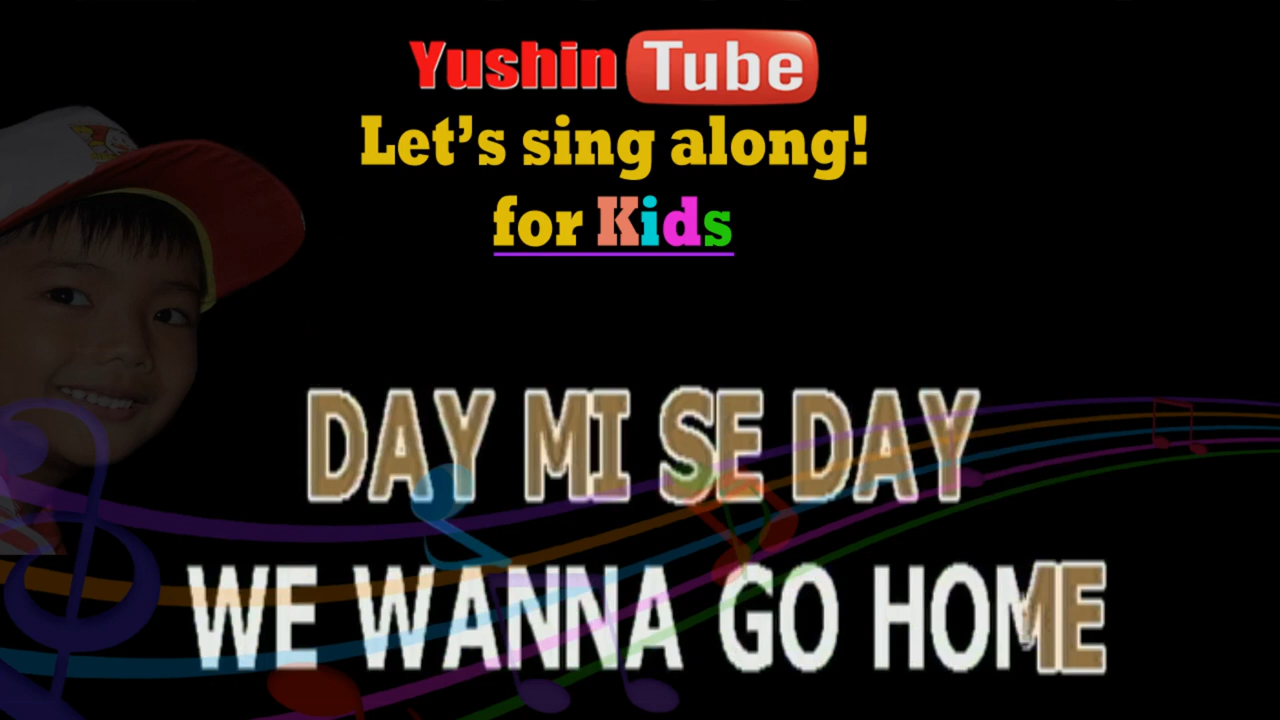 Yushin Tube
Let's sing along!
for Kids
DAY MI SE DAY
WE WANNA GO HOME